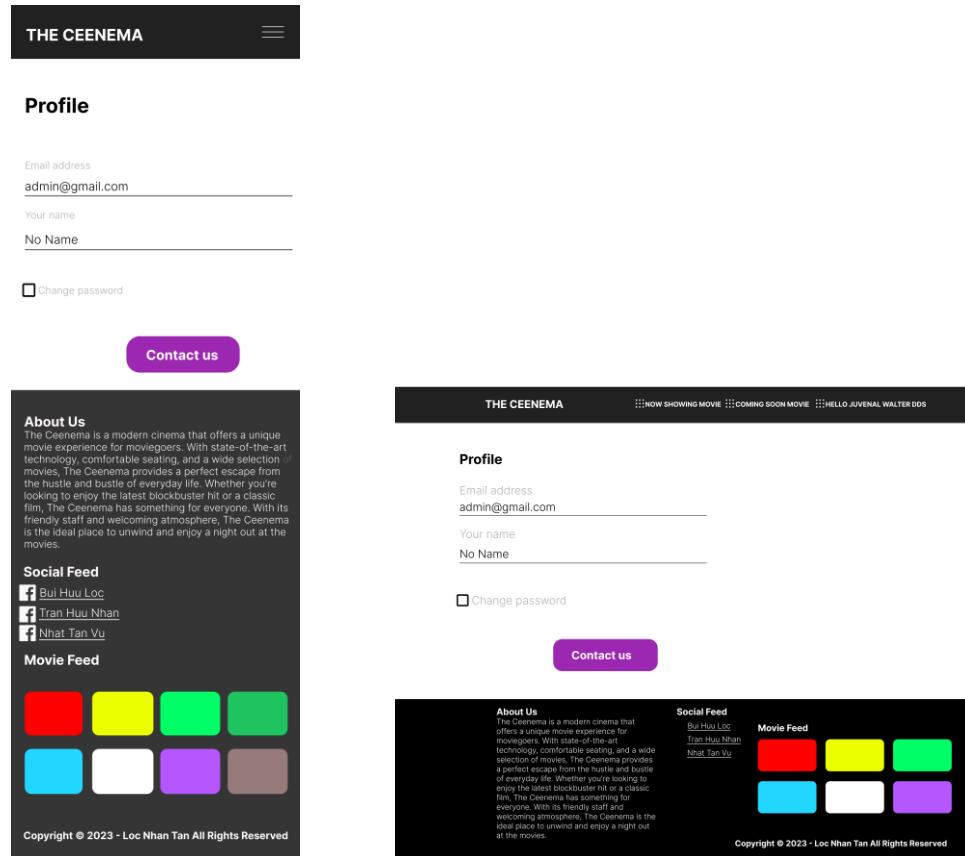 THE CEENEMA
Profile
Email address
admin@gmail.com
Your name
No Name
Change password
Contact us
About Us
The Ceenema is a modern cinema that offers a unique
movie experience for moviegoers. With state-of-the-art
technology, comfortable seating, and a wide selection of
movies, The Ceenema provides a perfect escape from
the hustle and bustle of everyday life. Whether you're
looking to enjoy the latest blockbuster hit or a classic
film, The Ceenema has something for everyone. With its
friendly staff and welcoming atmosphere, The Ceenema
is the ideal place to unwind and enjoy a night out at the
movies.
Social Feed
Bui Huu Loc
Tran Huu Nhan
Nhat Tan Vu
Movie Feed
Copyright © 2023 - Loc Nhan Tan All Rights Reserved
THE CEENEMA NOW SHOWING MOVIE COMING SOON MOVIE HELLO JUVENAL WALTER DDS
Profile
Email address
admin@gmail.com
Your name
No Name
Change password
Contact us
About Us
The Ceenema is a modern cinema that
offers a unique movie experience for
moviegoers. With state-of-the-art
technology, comfortable seating, and a wide
selection of movies, The Ceenema provides
a perfect escape from the hustle and bustle
of everyday life. Whether you're looking to
enjoy the latest blockbuster hit or a classic
film, The Ceenema has something for
everyone. With its friendly staff and
welcoming atmosphere, The Ceenema is the
ideal place to unwind and enjoy a night out
at the movies.
Social Feed
Bui Huu Loc
Tran Huu Nhan
Nhat Tan Vu
Movie Feed
Copyright © 2023 - Loc Nhan Tan All Rights Reserved